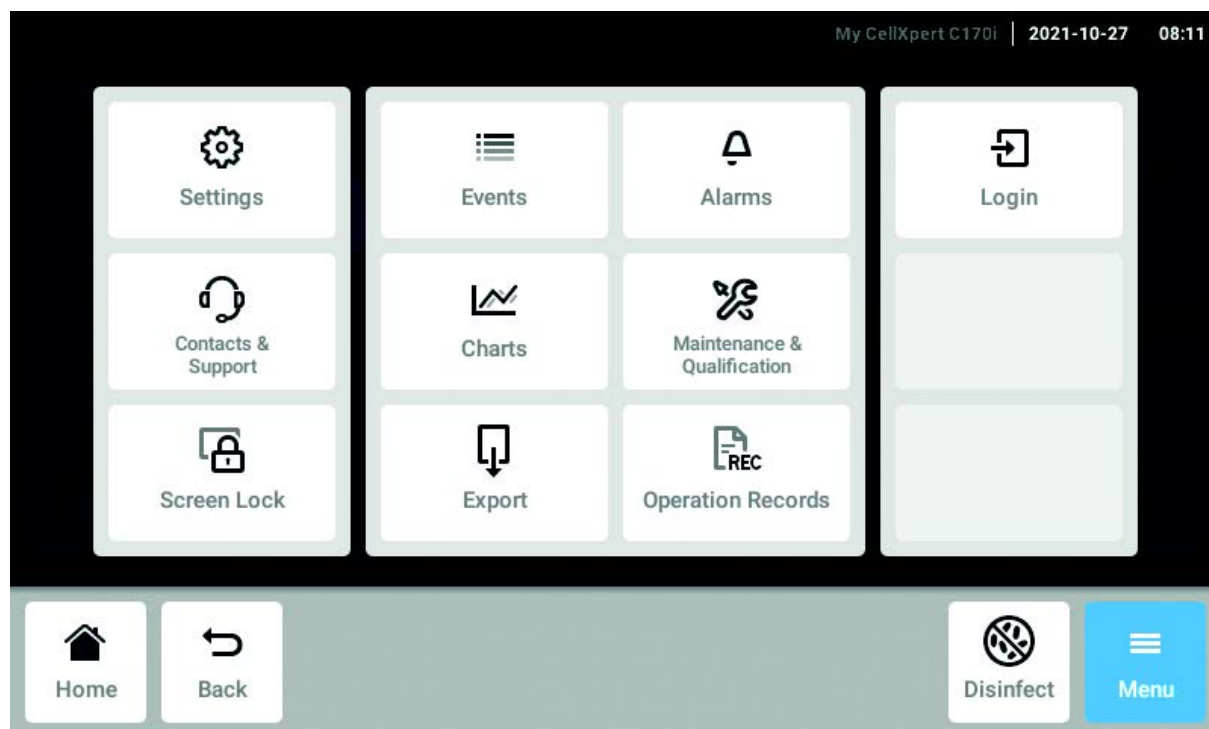 My CellXpert C170i | 2021-10-27 08:11
Settings
Events
Alarms
Login
Contacts &
Support
Charts
Maintenance &
Qualification
Screen Lock
Export
REC
Operation Records
Home
Back
Disinfect
Menu